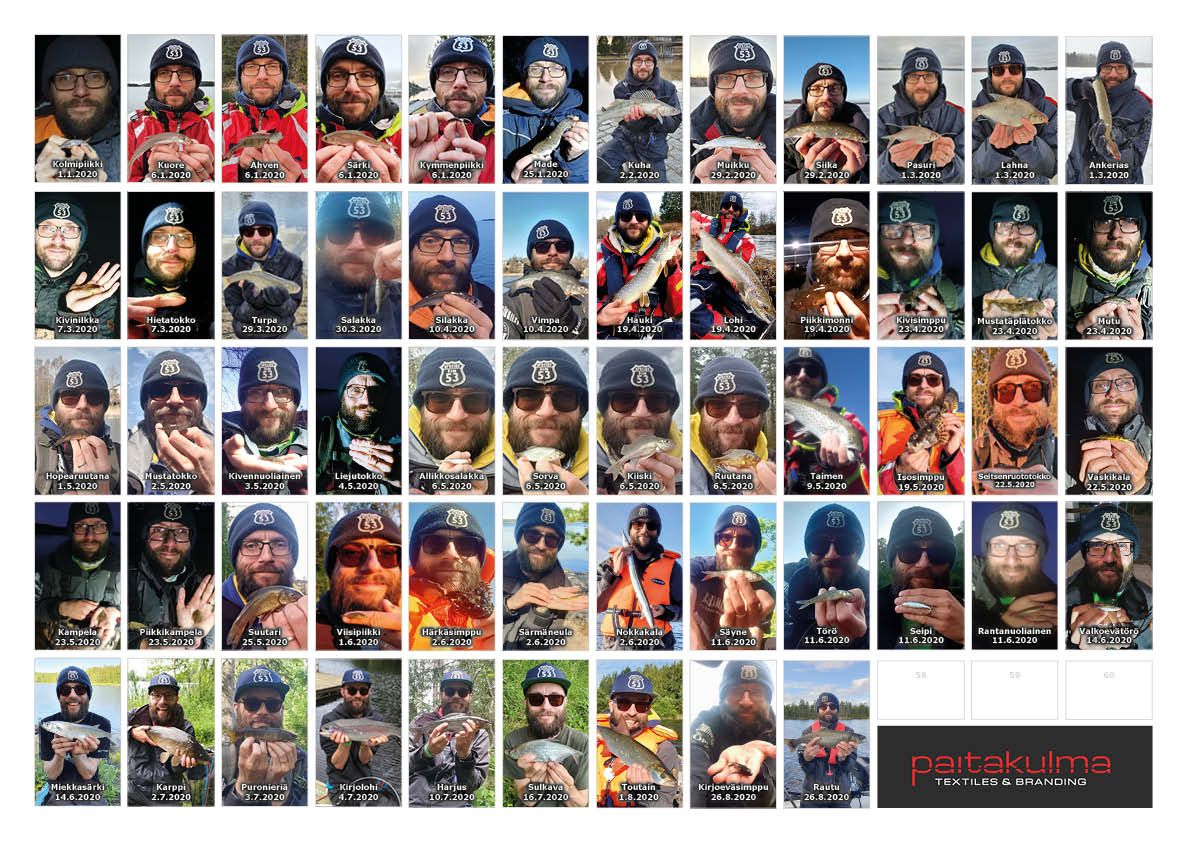 Kolmipiikki
1.1.2020
Kuore
6.1.2020
Ahven
6.1.2020
Särki
6.1.2020
Kymmenpiikki
6.1.2020
Made
25.1.2020
Kuha
2.2.2020
Muikku
29.2.2020
Siika
29.2.2020
Pasuri
1.3.2020
Lahna
1.3.2020
Ankerias
1.3.2020
Kivinilkka
7.3.2020
Hietatokko
7.3.2020
Turpa
29.3.2020
Salakka
30.3.2020
Silakka
10.4.2020
Vimpa
10.4.2020
Hauki
19.4.2020
Lohi
19.4.2020
Piikkimonni
19.4.2020
Kivisimppu
23.4.2020
Mustatäplätokko
23.4.2020
Mutu
23.4.2020
Hopearuutana
1.5.2020
Mustatokko
2.5.2020
Kivennuoliainen
3.5.2020
Liejutokko
4.5.2020
Allikkosalakka
6.5.2020
Sorva
6.5.2020
Kiiski
6.5.2020
Ruutana
6.5.2020
Taimen
9.5.2020
Isosimppu
19.5.2020
Seitsenruototokko
22.5.2020
Vaskikala
22.5.2020
Kampela
23.5.2020
Piikkikampela
23.5.2020
Suutari
25.5.2020
Viisipiikki
1.6.2020
Härkäsimppu
2.6.2020
Särmäneula
2.6.2020
Nokkakala
2.6.2020
Säyne
11.6.2020
Törö
11.6.2020
Seipi
11.6.2020
Rantanuoliainen
11.6.2020
Valkoevätörö
14.6.2020
Miekkasärki
14.6.2020
Karppi
2.7.2020
Puronieriä
3.7.2020
Kirjolohi
4.7.2020
Harjus
10.7.2020
Sulkava
16.7.2020
Toutain
1.8.2020
Kirjoeväsimppu
26.8.2020
Rautu
26.8.2020
58
59
60
paitakulma
TEXTILES & BRANDING